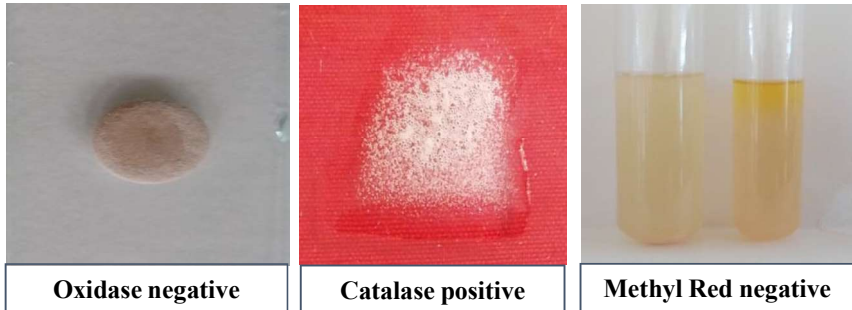 Oxidase negative
Catalase positive
Methyl Red negative